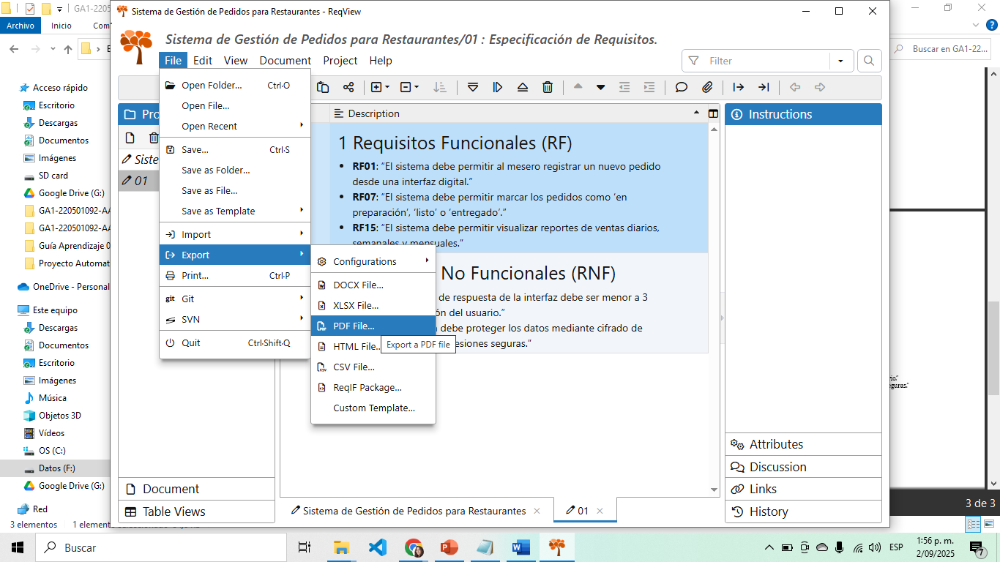 GA1-2205
Sistema de Gestión de Pedidos para Restaurantes - ReqView
Archivo
Inicio
Com
Sistema de Gestión de Pedidos para Restaurantes/01 : Especificación de Requisitos.
File
Edit
View
Document
Project
Help
Filter
Buscar en GA1-22...
Acceso rápido
Escritorio
Descargas
Documentos
Imágenes
SD card
Google Drive (G:)
GA1-220501092-AA
GA1-220501092-AA
Guía Aprendizaje 0
Proyecto Automat
OneDrive - Personal
Este equipo
Descargas
Documentos
Escritorio
Imágenes
Música
Objetos 3D
Vídeos
OS (C:)
Datos (F:)
Google Drive (G:)
Red
3 elementos
1 elemento
Open Folder... Ctrl-O
Open File...
Open Recent
Save... Ctrl-S
Save as Folder...
Save as File...
Save as Template
Import
Export
Print... Ctrl-P
git Git
SVN
Quit Ctrl-Shift-Q
Configurations
DOCX File...
XLSX File...
PDF File...
HTML File..
CSV File...
ReqIF Package...
Custom Template...
Export a PDF file
Pro
Siste
01
Document
Table Views
Description
1 Requisitos Funcionales (RF)
RF01: “El sistema debe permitir al mesero registrar un nuevo pedido
desde una interfaz digital.”
RF07: “El sistema debe permitir marcar los pedidos como ‘en
preparación’, ‘listo’ o ‘entregado’.”
RF15: “El sistema debe permitir visualizar reportes de ventas diarios,
semanales y mensuales.”
No Funcionales (RNF)
de respuesta de la interfaz debe ser menor a 3
ón del usuario.”
debe proteger los datos mediante cifrado de
esiones seguras.”
Sistema de Gestión de Pedidos para Restaurantes
01
Instructions
Attributes
Discussion
Links
History
io.”
eguras.”
3 de 3
Buscar
ESP
1:56 p. m.
2/09/2025
7